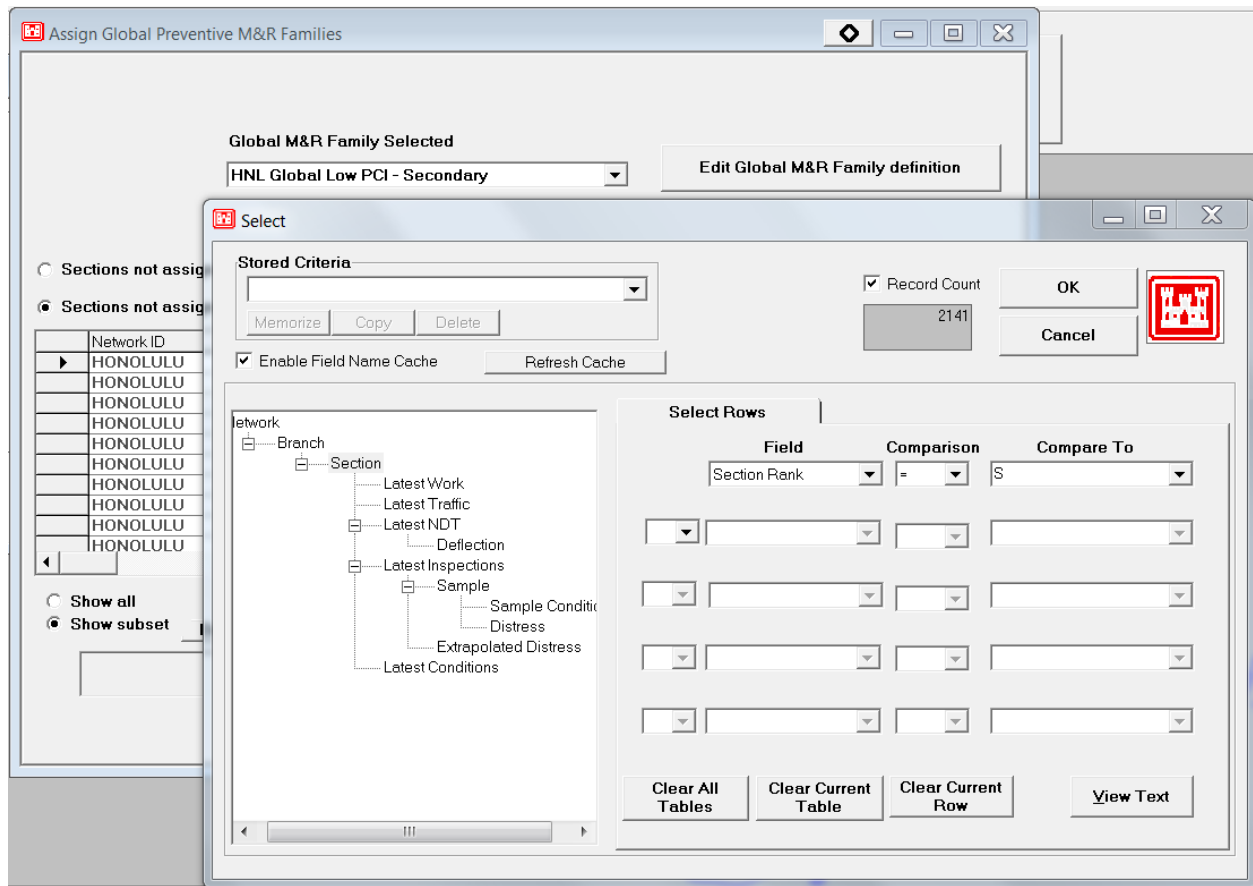 Assign Global Preventive M&R Families
Global M&R Family Selected
HNL Global Low PCI - Secondary
Edit Global M&R Family definition
Select
Sections not assig
Sections not assig
Network ID
HONOLULU
HONOLULU
HONOLULU
HONOLULU
HONOLULU
HONOLULU
HONOLULU
HONOLULU
HONOLULU
HONOLULU
Show all
Show subset
Stored Criteria
Memorize Copy Delete
Enable Field Name Cache Refresh Cache
Record Count
2141
OK
Cancel
letwork
Branch
Section
Latest Work
Latest Traffic
Latest NDT
Deflection
Latest Inspections
Sample
Sample Conditic
Distress
Extrapolated Distress
Latest Conditions
Select Rows
Field Comparison Compare To
Section Rank = S
Clear All
Tables
Clear Current
Table
Clear Current
Row
View Text